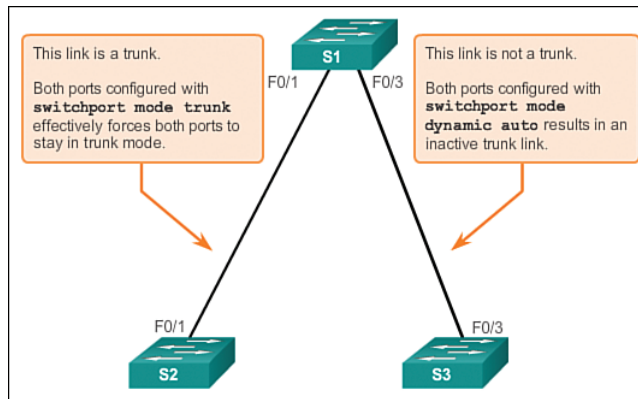 This link is a trunk.
Both ports configured with
switchport mode trunk
effectively forces both ports to
stay in trunk mode.
S1
F0/1
F0/3
This link is not a trunk.
Both ports configured with
switchport mode
dynamic auto results in an
inactive trunk link.
F0/1
S2
F0/3
S3